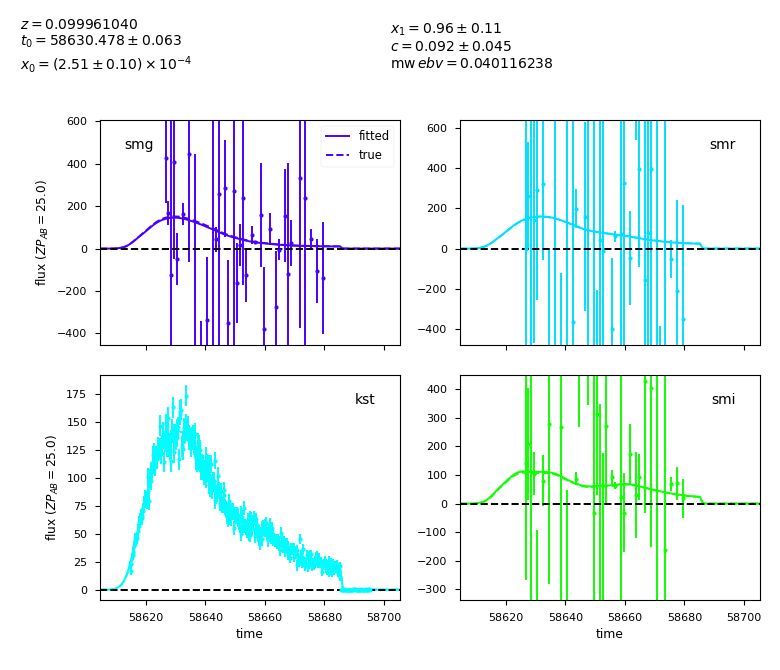 z = 0.099961040
t₀ = 58630.478 ± 0.063
x₀ = (2.51 ± 0.10) × 10⁻⁴
x₁ = 0.96 ± 0.11
c = 0.092 ± 0.045
mwebv = 0.040116238
smg
fitted
true
600
400
200
0
−200
−400
flux (ZP_AB = 25.0)
smr
600
400
200
0
−200
−400
kst
175
150
125
100
75
50
25
0
flux (ZP_AB = 25.0)
58620 58640 58660 58680 58700
time
smi
400
300
200
100
0
−100
−200
−300
58620 58640 58660 58680 58700
time